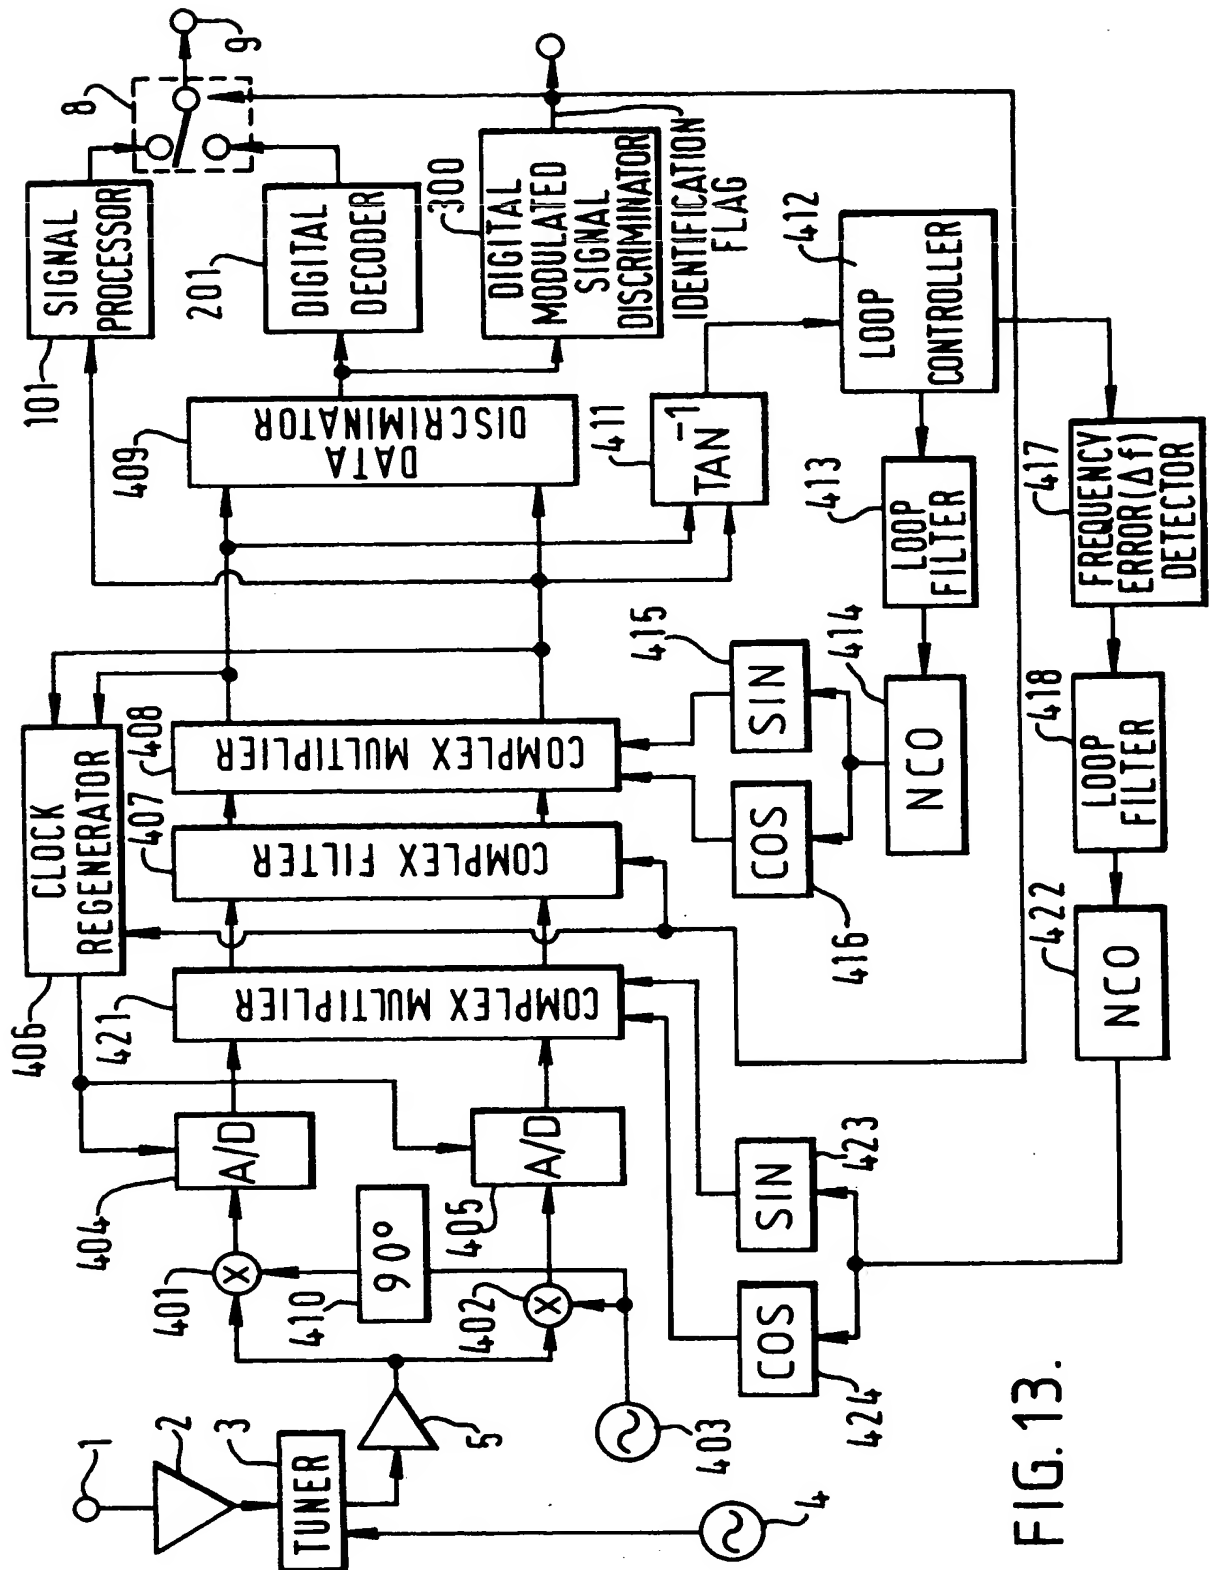 1
2
3
TUNER
4
5
401
×
402
×
403
410
90°
404
A/D
405
A/D
406
CLOCK
REGENERATOR
421
COMPLEX MULTIPLIER
407
COMPLEX FILTER
408
COMPLEX MULTIPLIER
409
DATA
DISCRIMINATOR
101
SIGNAL
PROCESSOR
201
DIGITAL
DECODER
8
9
300
DIGITAL
MODULATED
SIGNAL
DISCRIMINATOR
IDENTIFICATION
FLAG
411
TAN⁻¹
412
LOOP
CONTROLLER
413
LOOP
FILTER
414
NCO
415
SIN
416
COS
417
FREQUENCY
ERROR(Δf)
DETECTOR
418
LOOP
FILTER
422
NCO
423
SIN
424
COS
FIG. 13.